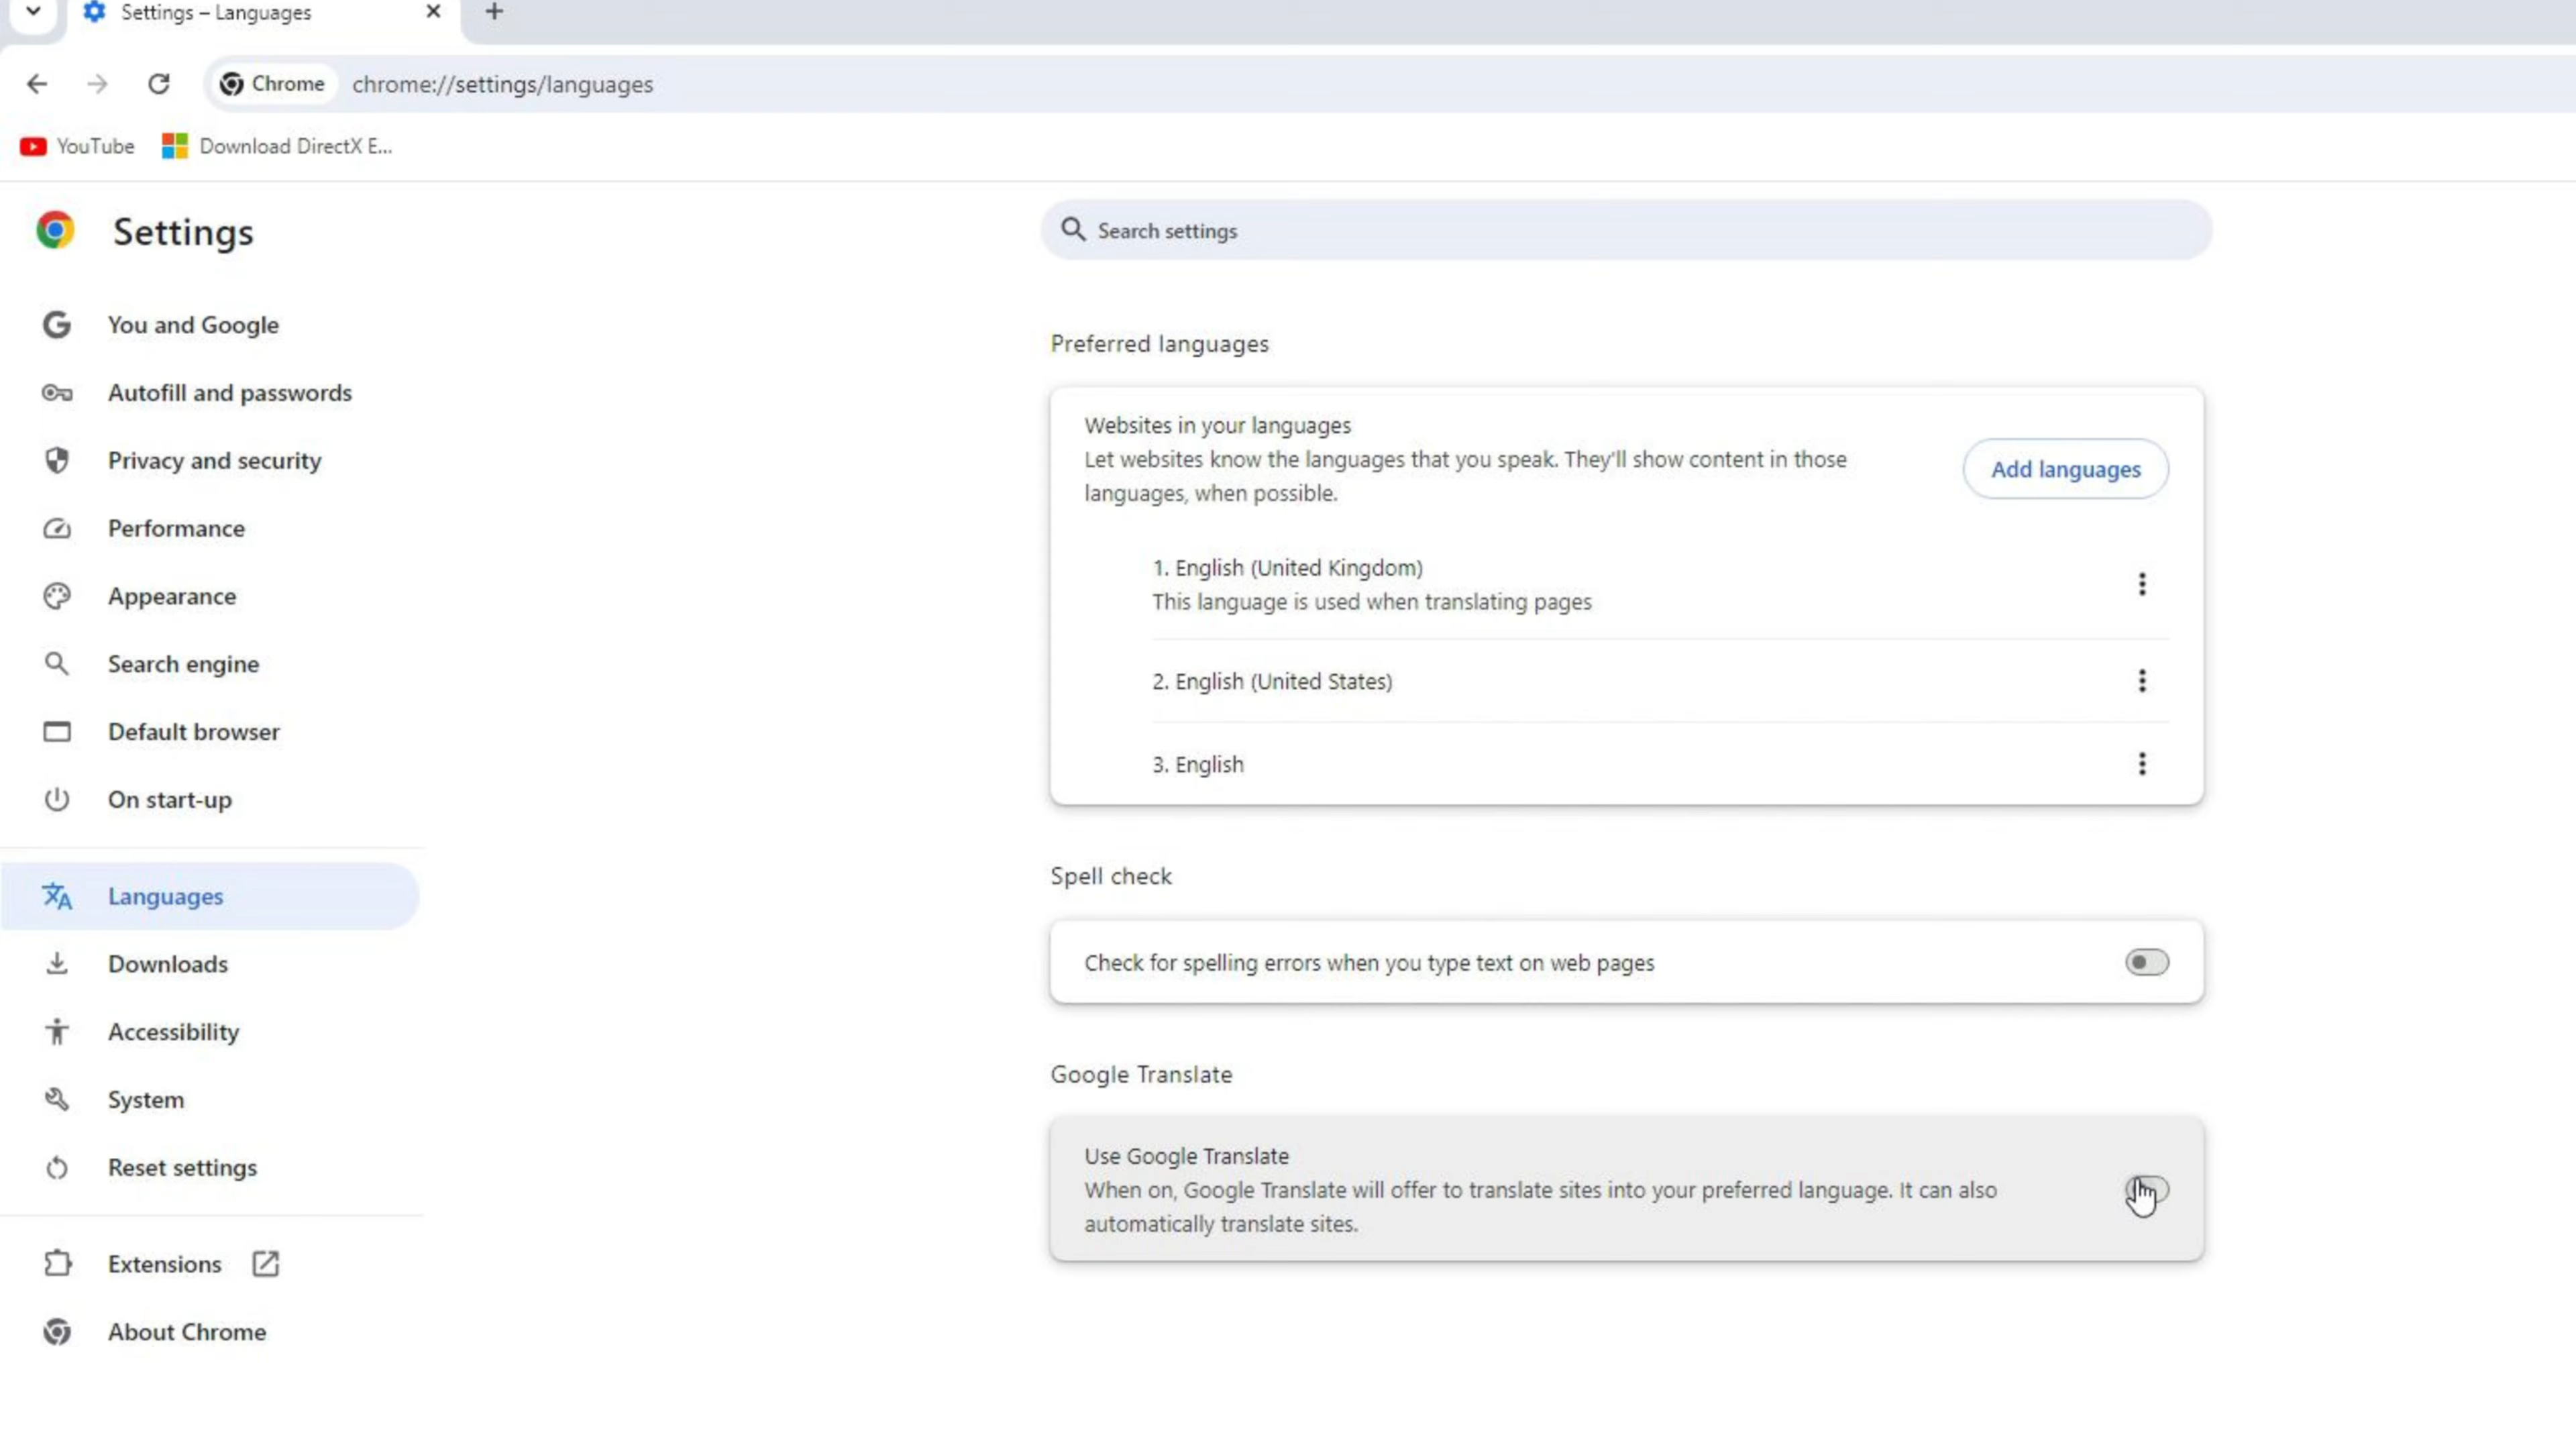 Settings – Languages
Chrome
chrome://settings/languages
YouTube
Download DirectX E...
Settings
Search settings
You and Google
Autofill and passwords
Privacy and security
Performance
Appearance
Search engine
Default browser
On start-up
Languages
Downloads
Accessibility
System
Reset settings
Extensions
About Chrome
Preferred languages
Websites in your languages
Let websites know the languages that you speak. They'll show content in those
languages, when possible.
Add languages
1. English (United Kingdom)
This language is used when translating pages
2. English (United States)
3. English
Spell check
Check for spelling errors when you type text on web pages
Google Translate
Use Google Translate
When on, Google Translate will offer to translate sites into your preferred language. It can also
automatically translate sites.